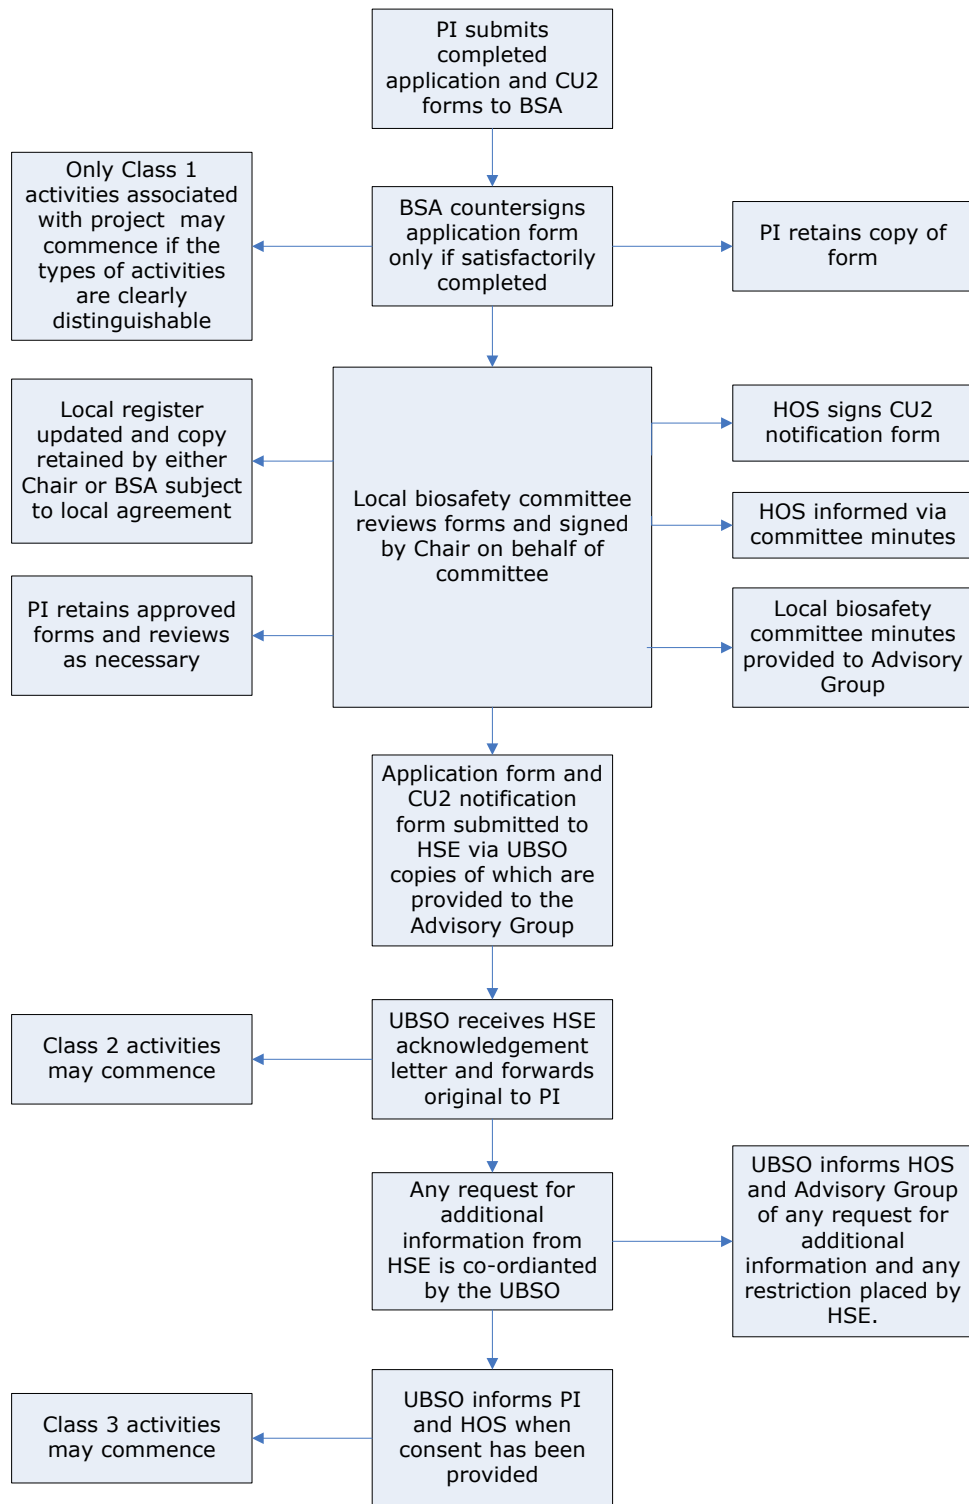 PI submits
completed
application and CU2
forms to BSA
Only Class 1
activities associated
with project may
commence if the
types of activities
are clearly
distinguishable
BSA countersigns
application form
only if satisfactorily
completed
PI retains copy of
form
Local register
updated and copy
retained by either
Chair or BSA subject
to local agreement
PI retains approved
forms and reviews
as necessary
Local biosafety committee
reviews forms and signed
by Chair on behalf of
committee
HOS signs CU2
notification form
HOS informed via
committee minutes
Local biosafety
committee minutes
provided to Advisory
Group
Application form and
CU2 notification
form submitted to
HSE via UBSO
copies of which are
provided to the
Advisory Group
Class 2 activities
may commence
UBSO receives HSE
acknowledgement
letter and forwards
original to PI
Any request for
additional
information from
HSE is co-ordianted
by the UBSO
UBSO informs HOS
and Advisory Group
of any request for
additional
information and any
restriction placed by
HSE.
Class 3 activities
may commence
UBSO informs PI
and HOS when
consent has been
provided